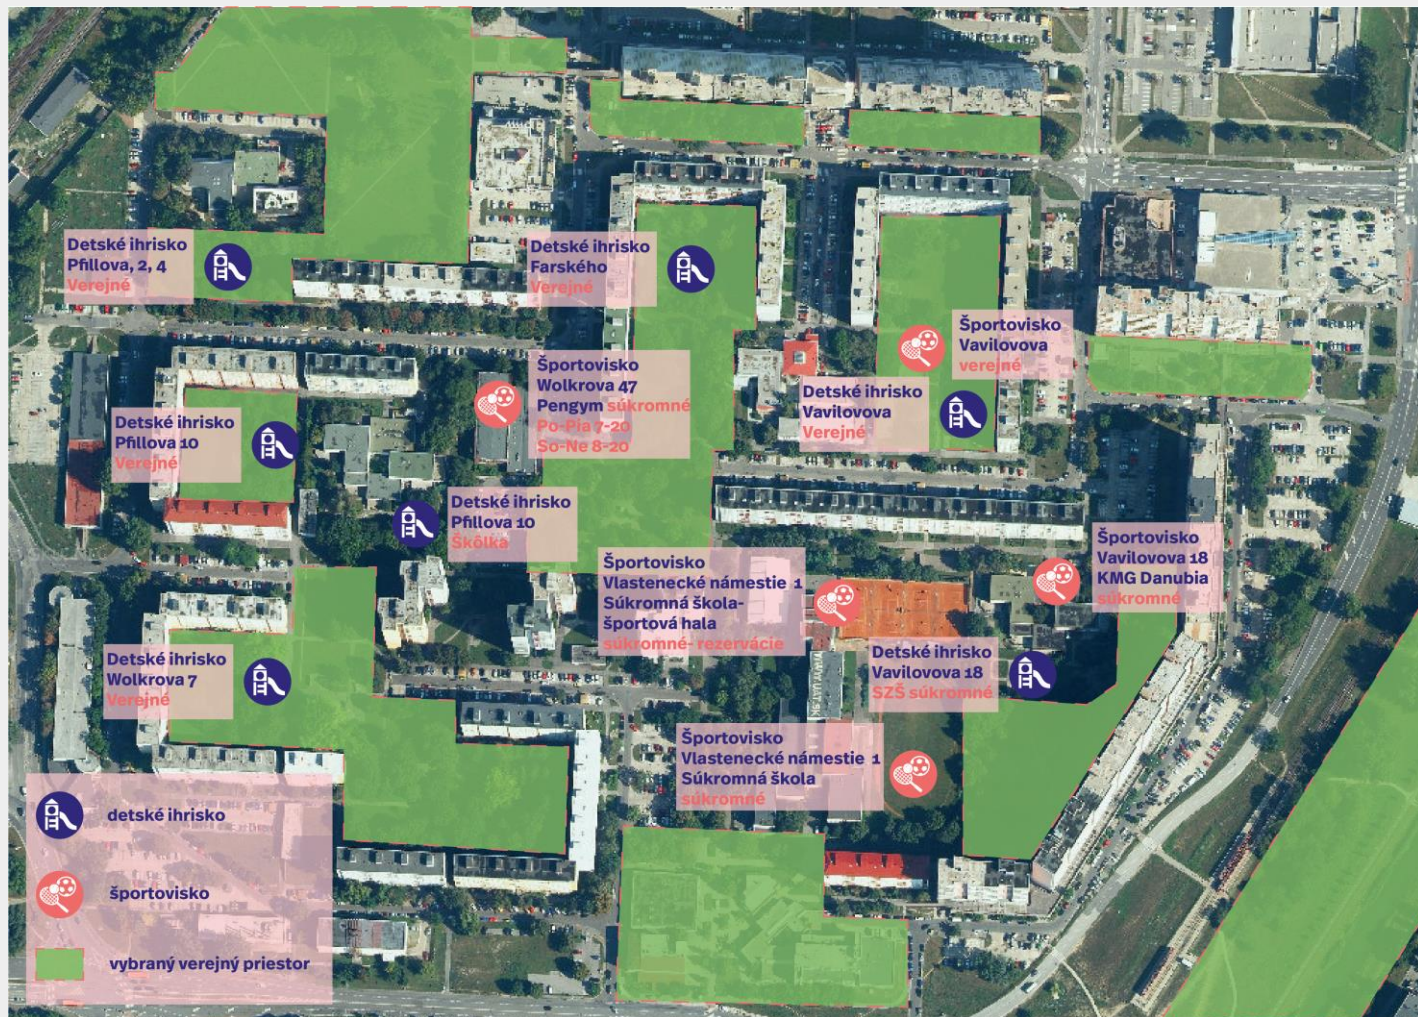 Detské ihrisko
Pfillova, 2, 4
Verejné
Detské ihrisko
Farského
Verejné
Športovisko
Vavilovova
verejné
Športovisko
Wolkrova 47
Pengym súkromné
Po-Pia 7-20
So-Ne 8-20
Detské ihrisko
Vavilovova
Verejné
Detské ihrisko
Pfillova 10
Verejné
Detské ihrisko
Pfillova 10
Škôlka
Športovisko
Vlastenecké námestie 1
Súkromná škola-
športová hala
súkromné- rezervácie
Športovisko
Vavilovova 18
KMG Danubia
súkromné
Detské ihrisko
Wolkrova 7
Verejné
Detské ihrisko
Vavilovova 18
SZŠ súkromné
WWW.UAT.SK
Športovisko
Vlastenecké námestie 1
Súkromná škola
súkromné
detské ihrisko
športovisko
vybraný verejný priestor